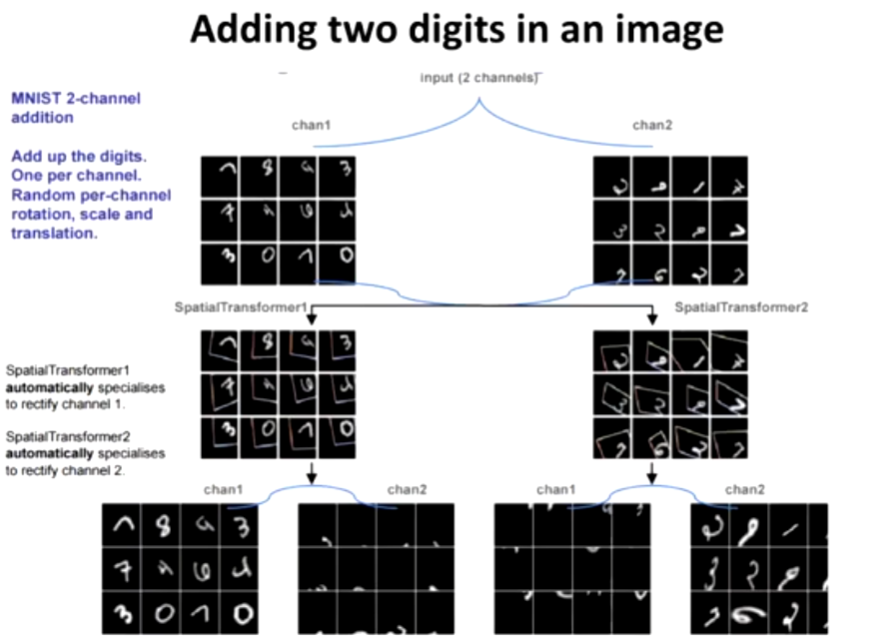 Adding two digits in an image
input (2 channels)
MNIST 2-channel
addition
chan1
chan2
Add up the digits.
One per channel.
Random per-channel
rotation, scale and
translation.
SpatialTransformer1
SpatialTransformer2
SpatialTransformer1
automatically specialises
to rectify channel 1.
SpatialTransformer2
automatically specialises
to rectify channel 2.
chan1
chan2
chan1
chan2